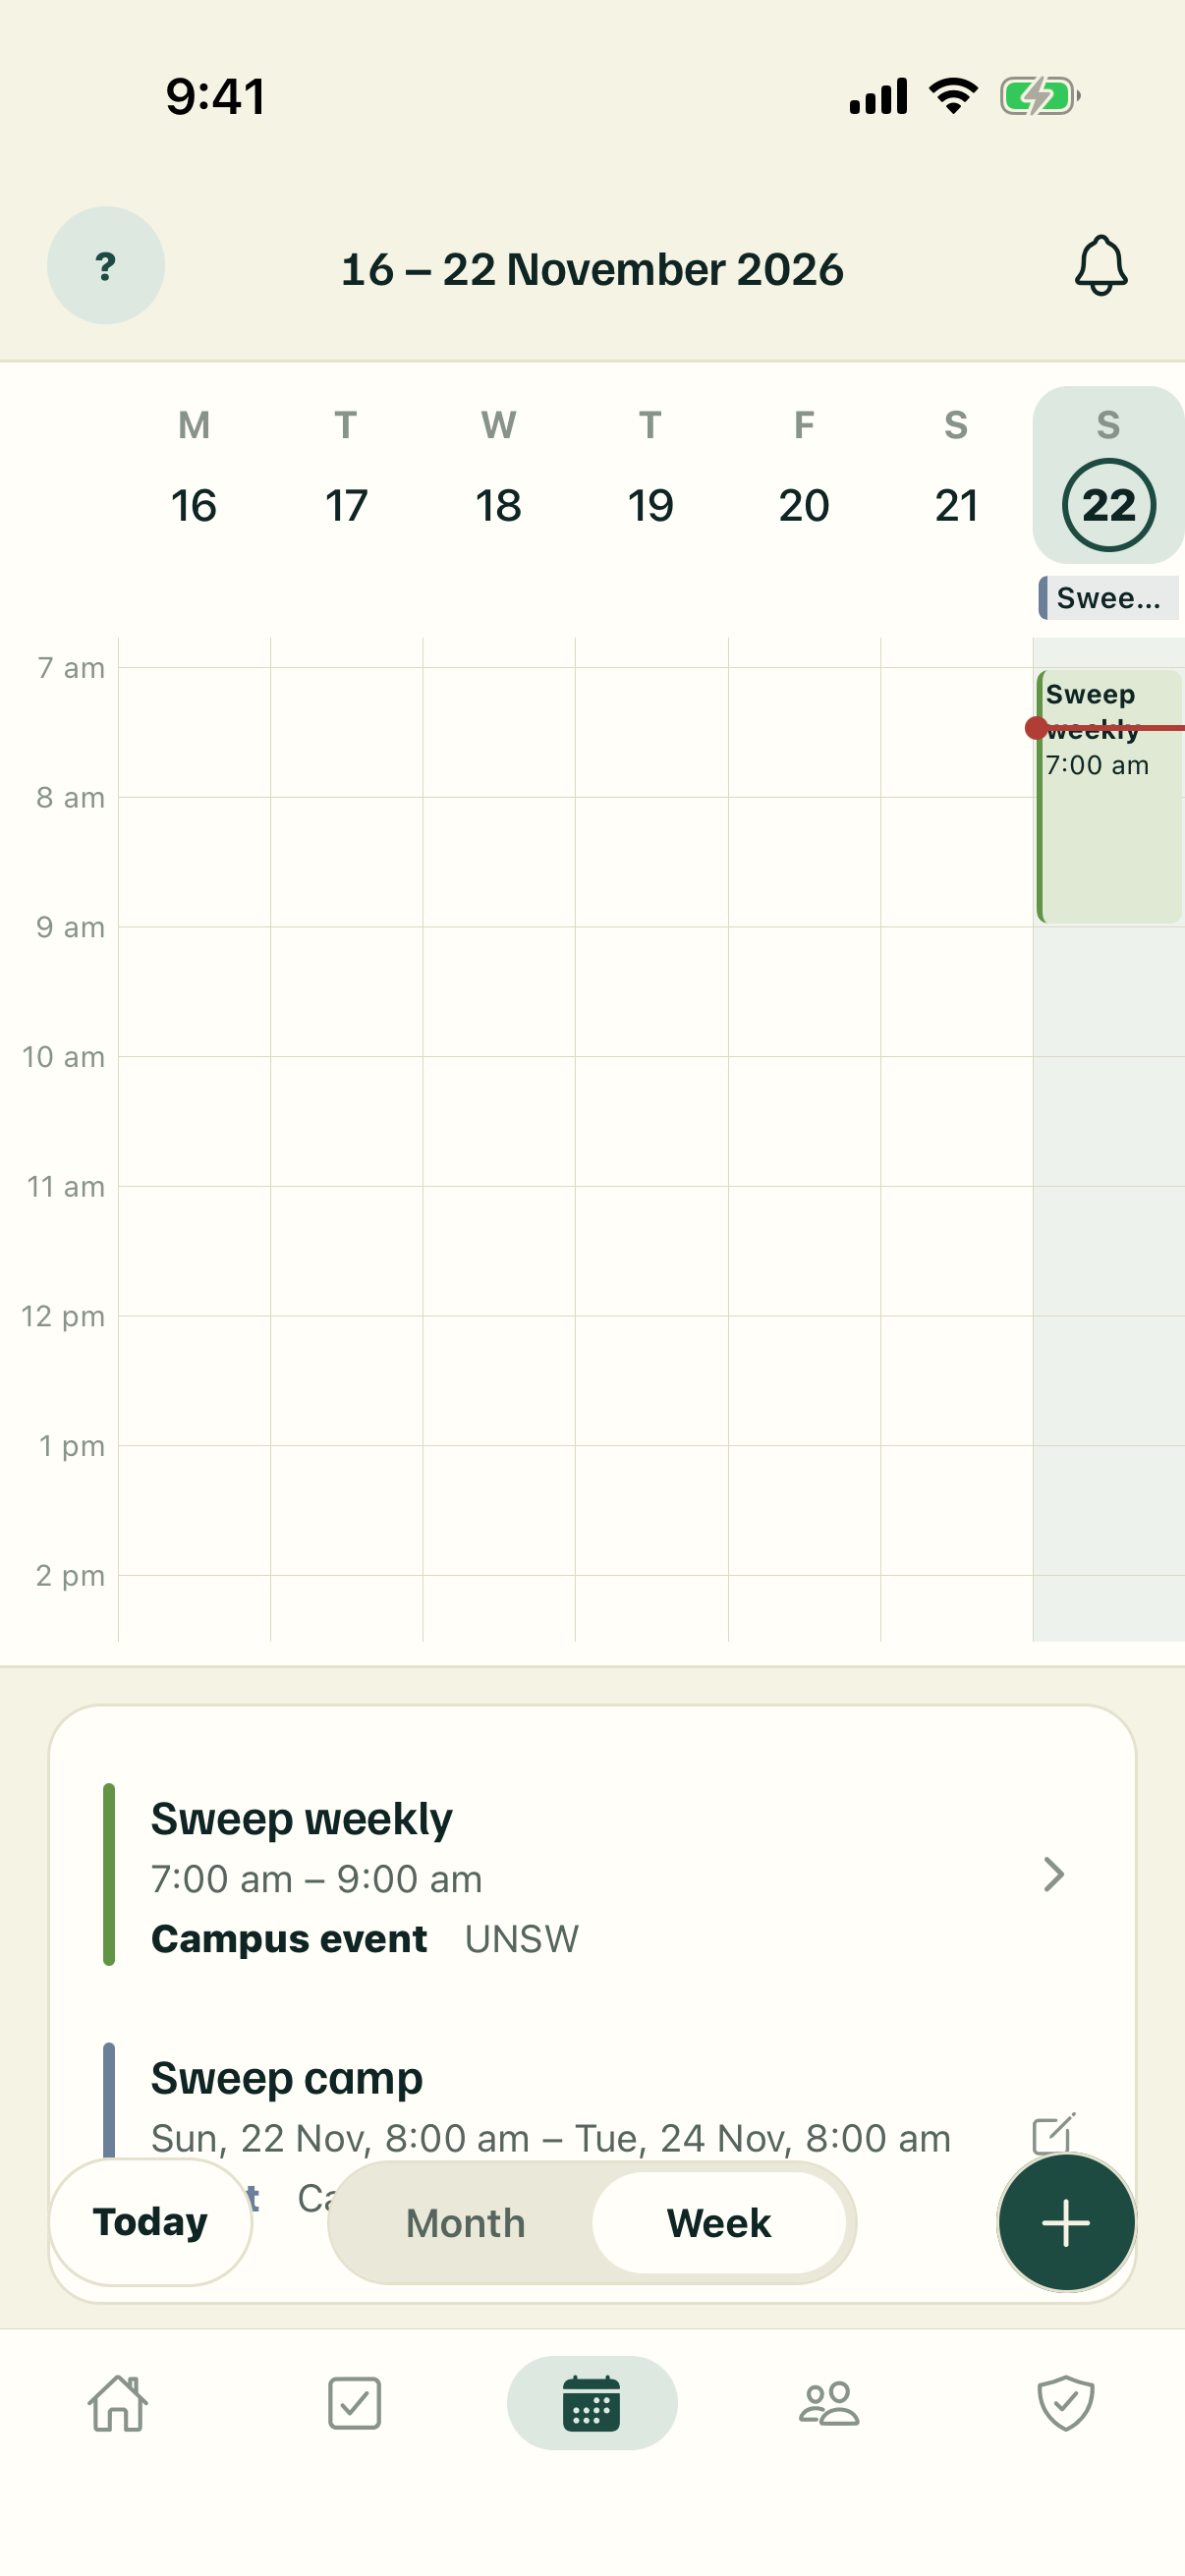 9:41
?
16 – 22 November 2026
M T W T F S S
16 17 18 19 20 21 22
Swee...
7 am
Sweep
weekly
7:00 am
8 am
9 am
10 am
11 am
12 pm
1 pm
2 pm
Sweep weekly
7:00 am – 9:00 am
Campus event UNSW
Sweep camp
Sun, 22 Nov, 8:00 am – Tue, 24 Nov, 8:00 am
Today
Month
Week